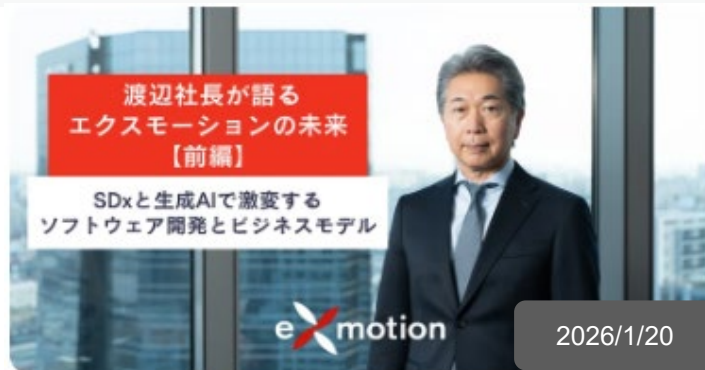 渡辺社長が語る
エクスモーションの未来
【前編】
SDxと生成AIで激変する
ソフトウェア開発とビジネスモデル
eXmotion
2026/1/20